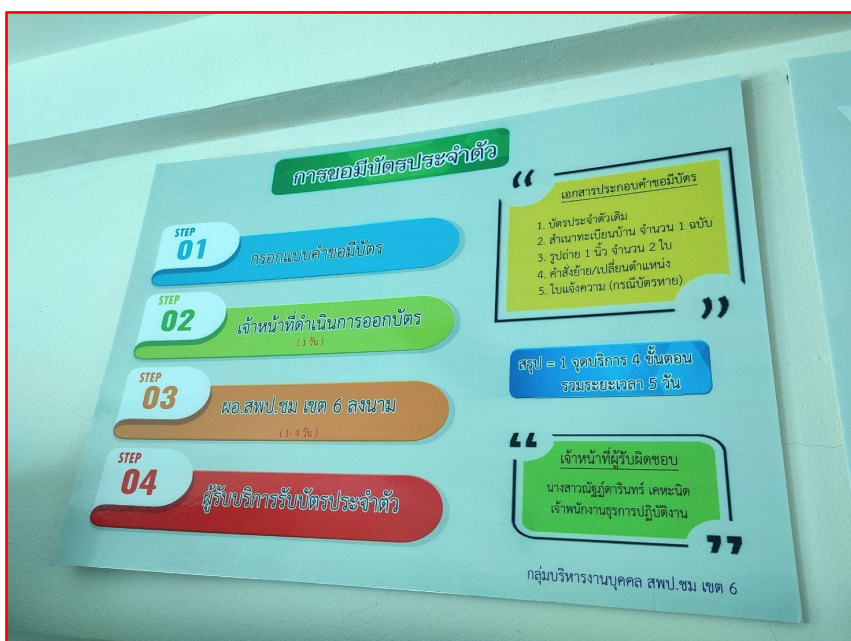 การขอมีบัตรประจำตัว
STEP
01
กรอกแบบคำขอมีบัตร
STEP
02
เจ้าหน้าที่ดำเนินการออกบัตร
( 1 วัน )
STEP
03
ผอ.สพป.ชม เขต 6 ลงนาม
( 1- 4 วัน )
STEP
04
ผู้รับบริการรับบัตรประจำตัว
เอกสารประกอบคำขอมีบัตร
1. บัตรประจำตัวเดิม
2. สำเนาทะเบียนบ้าน จำนวน 1 ฉบับ
3. รูปถ่าย 1 นิ้ว จำนวน 2 ใบ
4. คำสั่งย้าย/เปลี่ยนตำแหน่ง
5. ใบแจ้งความ (กรณีบัตรหาย)
สรุป = 1 จุดบริการ 4 ขั้นตอน
รวมระยะเวลา 5 วัน
เจ้าหน้าที่ผู้รับผิดชอบ
นางสาวณัฐภู์ดารินทร์ เคหะนิด
เจ้าพนักงานธุรการปฏิบัติงาน
กลุ่มบริหารงานบุคคล สพป.ชม เขต 6